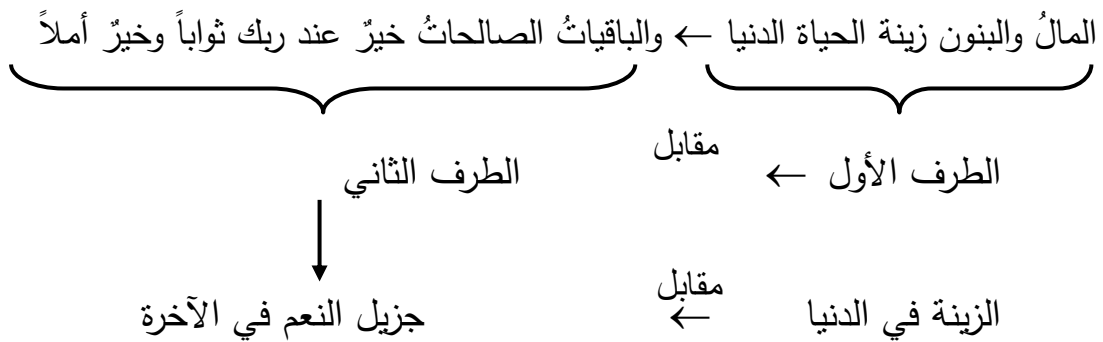 المالُ والبنون زينة الحياة الدنيا ← والباقياتُ الصالحاتُ خيرٌ عند ربك ثواباً وخيرٌ أملاً
الطرف الأول ← مقابل الطرف الثاني
الزينة في الدنيا ← مقابل جزيل النعم في الآخرة